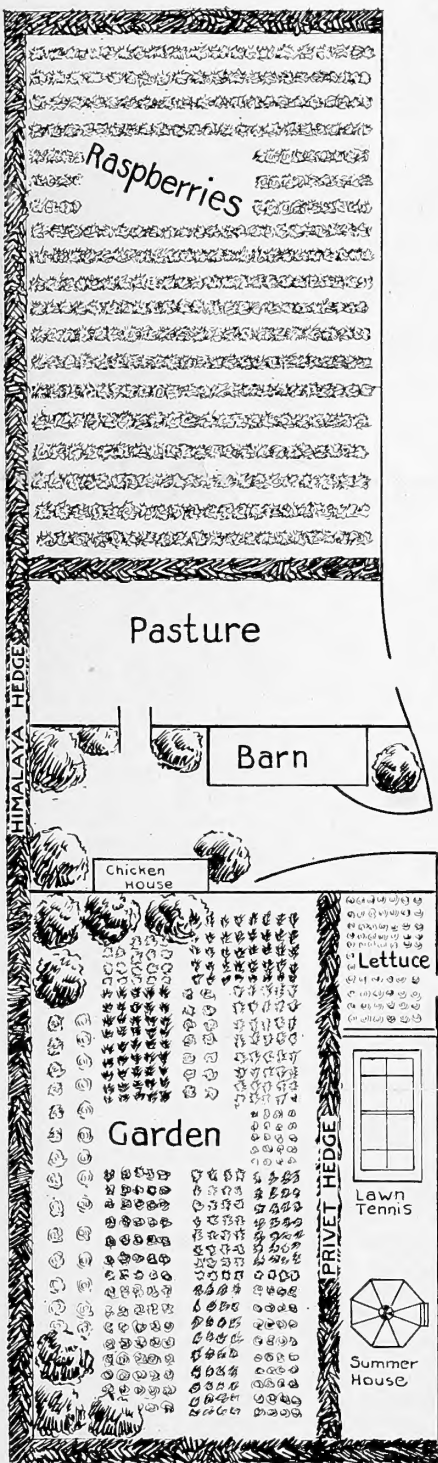 Raspberries
Pasture
HIMALAYA HEDGE
Barn
Chicken
House
Lettuce
Garden
PRIVET HEDGE
Lawn
Tennis
Summer
House